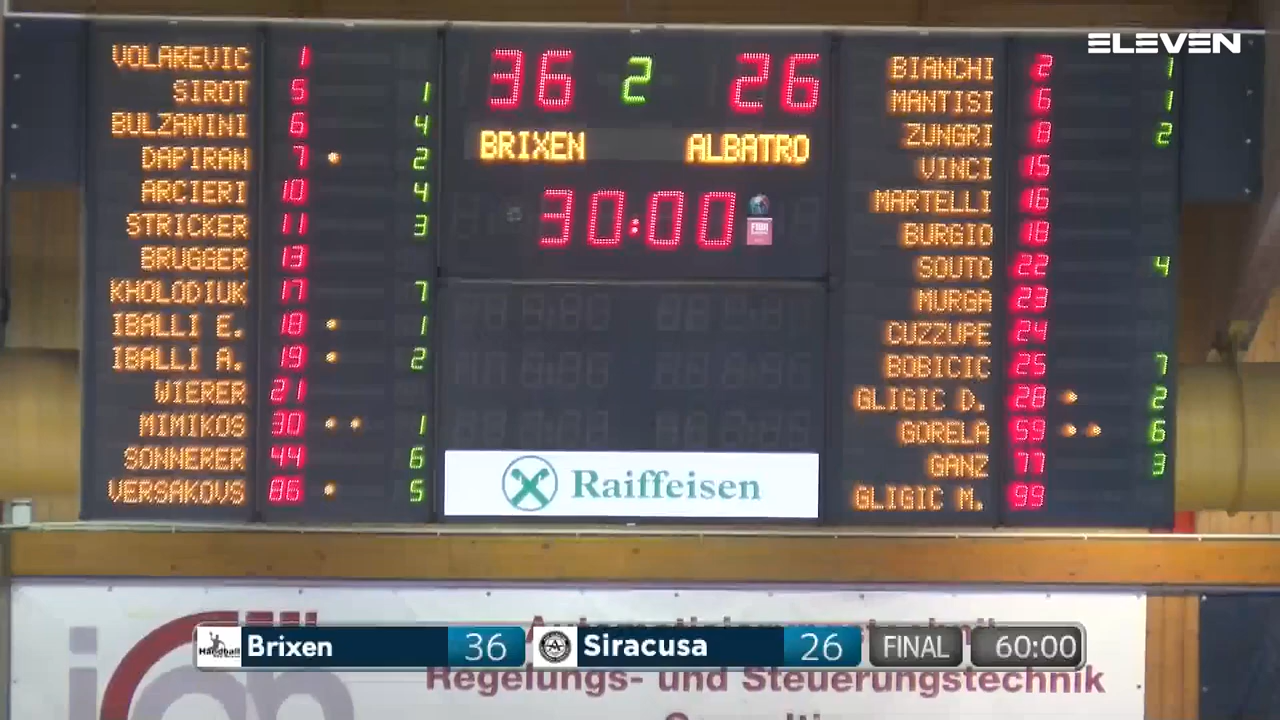 ELEVEN
36 2 26
BRIXEN ALBATRO
30:00
VOLAREVIC 1
SIROT 5 1
BULZAMINI 6 4
DAPIRAN 7 2
ARCIERI 10 4
STRICKER 11 3
BRUGGER 13
KHOLODIUK 17 7
IBALLI E. 18 1
IBALLI A. 19 2
WIERER 21
MIMIKOS 30 1
SONNERER 44 6
VERSAKOVS 86 5
BIANCHI 2 1
MANTISI 6 1
ZUNGRI 8 2
VINCI 15
MARTELLI 16
BURGIO 18
SOUTO 22 4
MURGA 23
CUZZUPE 24
BOBICIC 25 7
GLIGIC D. 28 2
GORELA 59 6
GANZ 77 3
GLIGIC M. 99
Raiffeisen
Regelungs- und Steuerungstechnik
Handball Brixen 36 Siracusa 26 FINAL 60:00